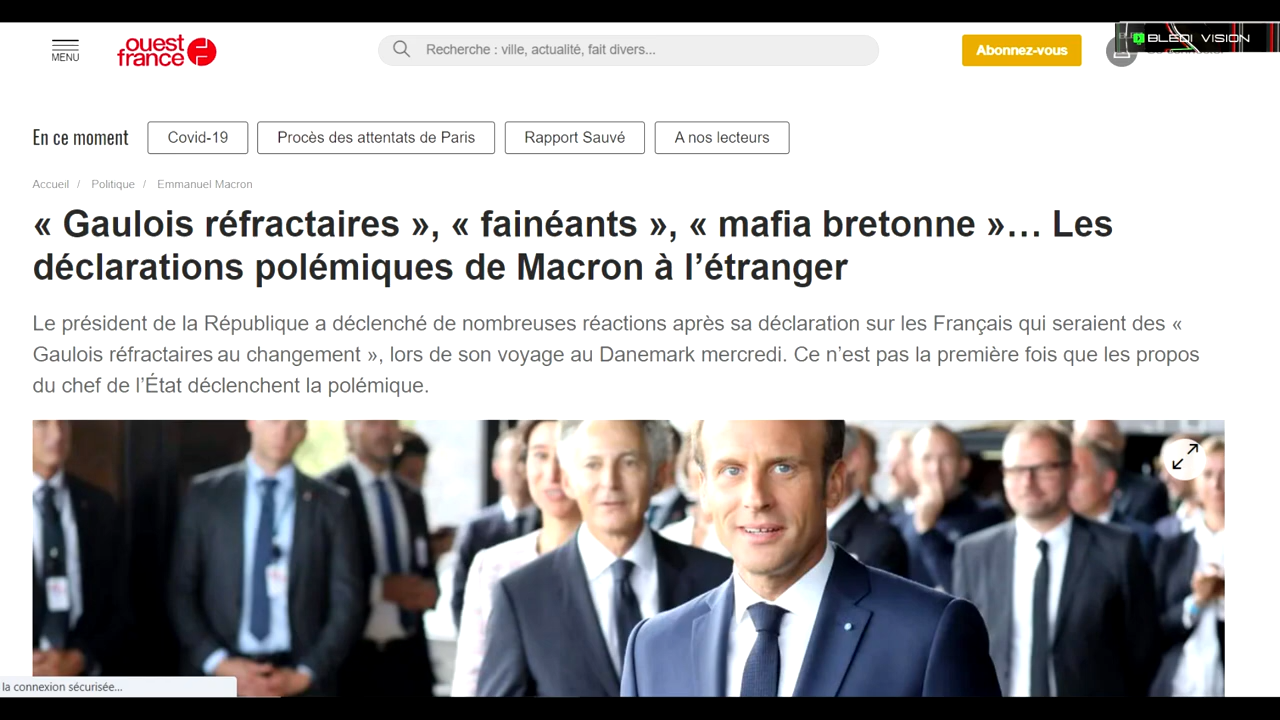 MENU
ouest
france
Recherche : ville, actualité, fait divers...
Abonnez-vous
BLEQI VISION
En ce moment
Covid-19
Procès des attentats de Paris
Rapport Sauvé
A nos lecteurs
Accueil / Politique / Emmanuel Macron
« Gaulois réfractaires », « fainéants », « mafia bretonne »… Les
déclarations polémiques de Macron à l’étranger
Le président de la République a déclenché de nombreuses réactions après sa déclaration sur les Français qui seraient des «
Gaulois réfractaires au changement », lors de son voyage au Danemark mercredi. Ce n’est pas la première fois que les propos
du chef de l’État déclenchent la polémique.
la connexion sécurisée...